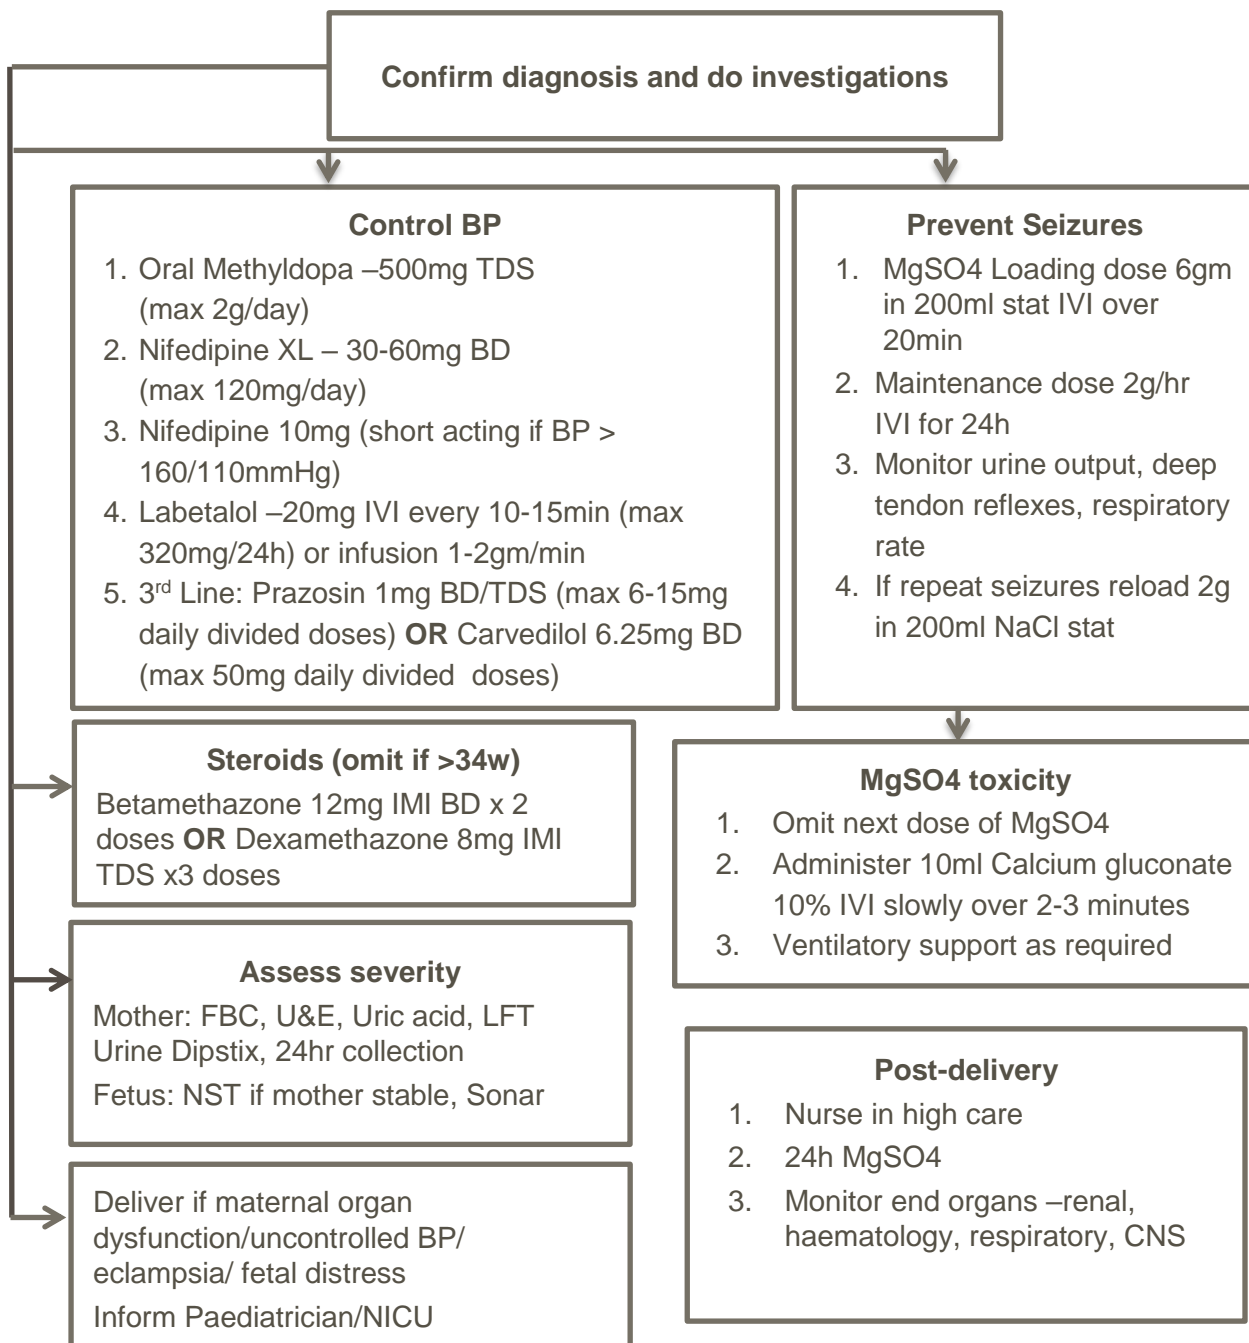 Confirm diagnosis and do investigations
Control BP
1. Oral Methyldopa –500mg TDS
(max 2g/day)
2. Nifedipine XL – 30-60mg BD
(max 120mg/day)
3. Nifedipine 10mg (short acting if BP >
160/110mmHg)
4. Labetalol –20mg IVI every 10-15min (max
320mg/24h) or infusion 1-2gm/min
5. 3rd Line: Prazosin 1mg BD/TDS (max 6-15mg
daily divided doses) OR Carvedilol 6.25mg BD
(max 50mg daily divided doses)
Prevent Seizures
1. MgSO4 Loading dose 6gm
in 200ml stat IVI over
20min
2. Maintenance dose 2g/hr
IVI for 24h
3. Monitor urine output, deep
tendon reflexes, respiratory
rate
4. If repeat seizures reload 2g
in 200ml NaCl stat
Steroids (omit if >34w)
Betamethazone 12mg IMI BD x 2
doses OR Dexamethazone 8mg IMI
TDS x3 doses
MgSO4 toxicity
1. Omit next dose of MgSO4
2. Administer 10ml Calcium gluconate
10% IVI slowly over 2-3 minutes
3. Ventilatory support as required
Assess severity
Mother: FBC, U&E, Uric acid, LFT
Urine Dipstix, 24hr collection
Fetus: NST if mother stable, Sonar
Post-delivery
1. Nurse in high care
2. 24h MgSO4
3. Monitor end organs –renal,
haematology, respiratory, CNS
Deliver if maternal organ
dysfunction/uncontrolled BP/
eclampsia/ fetal distress
Inform Paediatrician/NICU